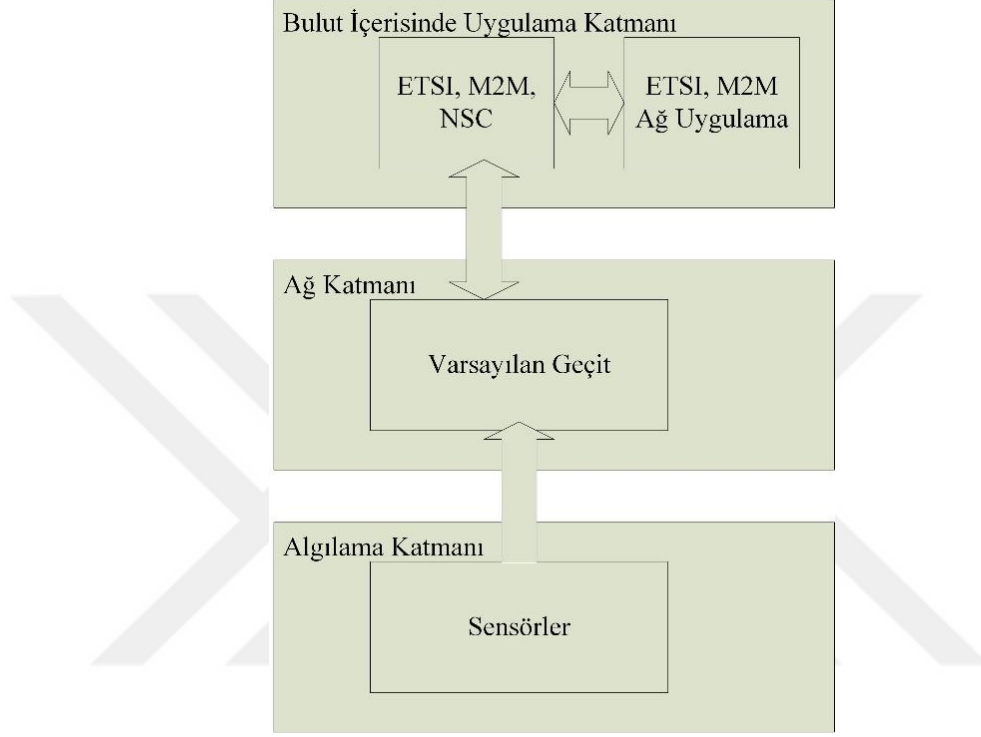 Bulut İçerisinde Uygulama Katmanı
ETSI, M2M,
NSC
ETSI, M2M
Ağ Uygulama
Ağ Katmanı
Varsayılan Geçit
Algılama Katmanı
Sensörler